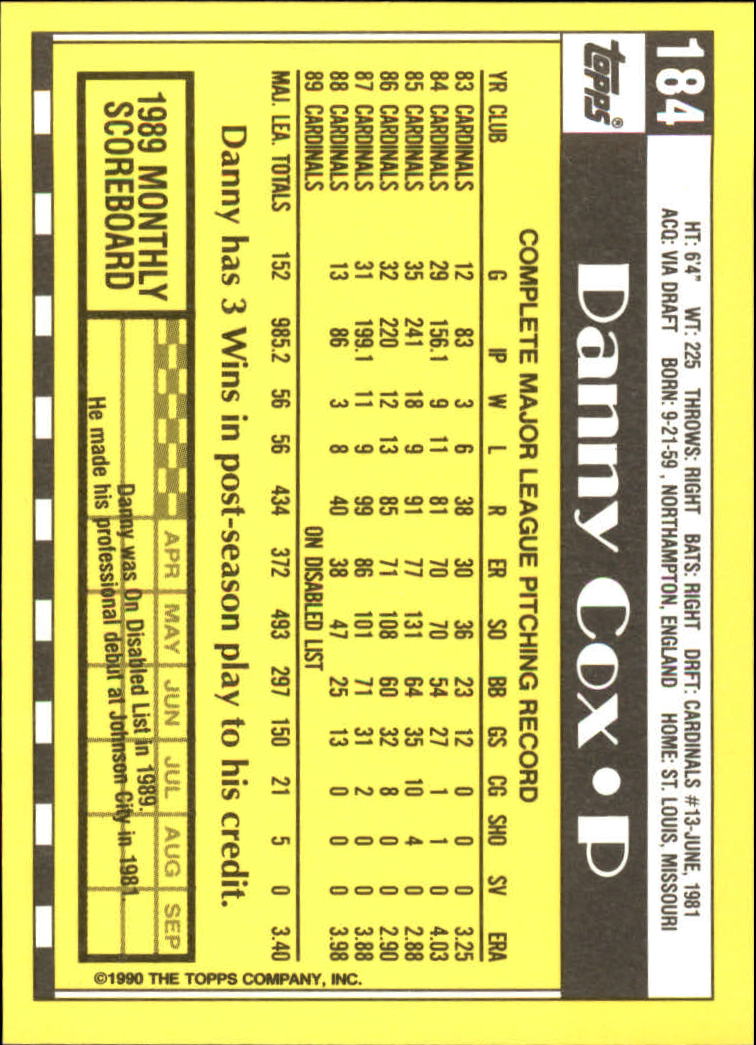 184
HT: 6'4" WT: 225 THROWS: RIGHT BATS: RIGHT DRFT: CARDINALS #13-JUNE, 1981
ACQ: VIA DRAFT BORN: 9-21-59, NORTHAMPTON, ENGLAND HOME: ST. LOUIS, MISSOURI
TOPPS®
Danny Cox • P
COMPLETE MAJOR LEAGUE PITCHING RECORD
YR CLUB G IP W L R ER SO BB GS CG SHO SV ERA
83 CARDINALS 12 83 3 6 38 30 36 23 12 0 0 0 3.25
84 CARDINALS 29 156.1 9 11 81 70 70 54 27 1 1 0 4.03
85 CARDINALS 35 241 18 9 91 77 131 64 35 10 4 0 2.88
86 CARDINALS 32 220 12 13 85 71 108 60 32 8 0 0 2.90
87 CARDINALS 31 199.1 11 9 99 86 101 71 31 2 0 0 3.88
88 CARDINALS 13 86 3 8 40 38 47 25 13 0 0 0 3.98
89 CARDINALS ON DISABLED LIST
MAJ. LEA. TOTALS 152 985.2 56 56 434 372 493 297 150 21 5 0 3.40
Danny has 3 Wins in post-season play to his credit.
1989 MONTHLY
SCOREBOARD
APR MAY JUN JUL AUG SEP
Danny was On Disabled List in 1989.
He made his professional debut at Johnson City in 1981.
©1990 THE TOPPS COMPANY, INC.